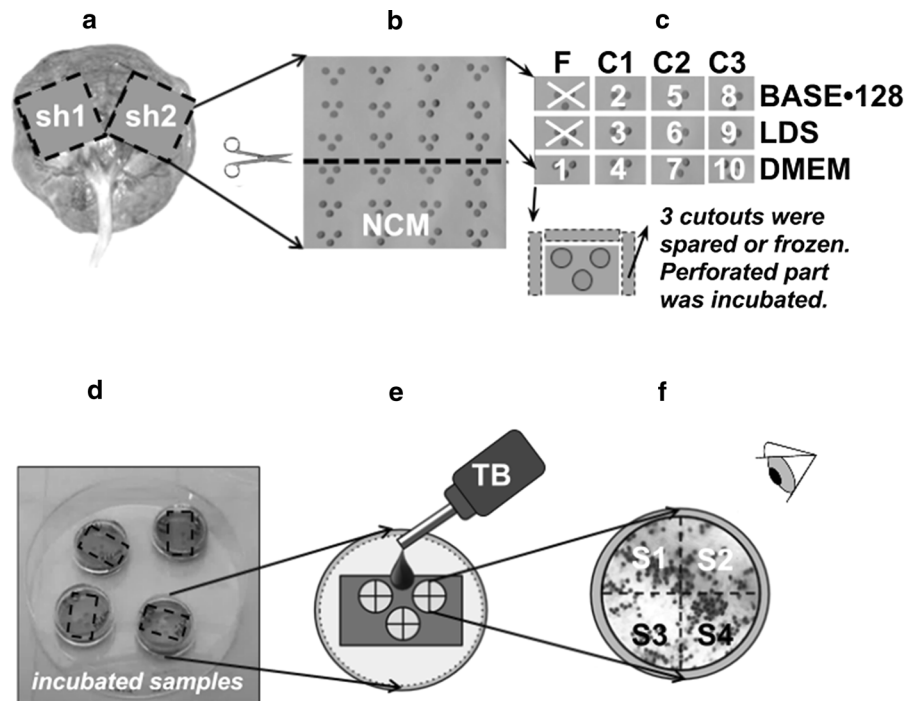 a b c
sh1 sh2
NCM
F C1 C2 C3
2 5 8 BASE•128
3 6 9 LDS
1 4 7 10 DMEM
3 cutouts were
spared or frozen.
Perforated part
was incubated.
d e f
incubated samples
TB
S1 S2
S3 S4